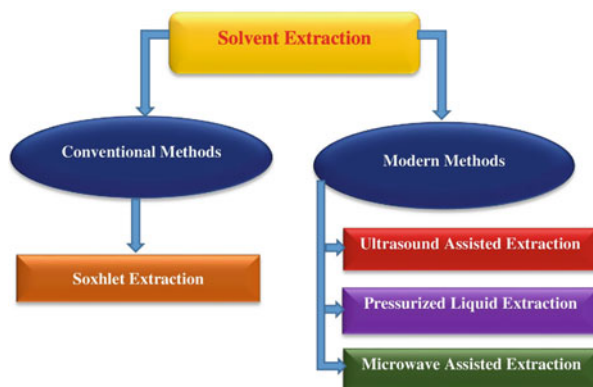 Solvent Extraction
Conventional Methods
Modern Methods
Soxhlet Extraction
Ultrasound Assisted Extraction
Pressurized Liquid Extraction
Microwave Assisted Extraction